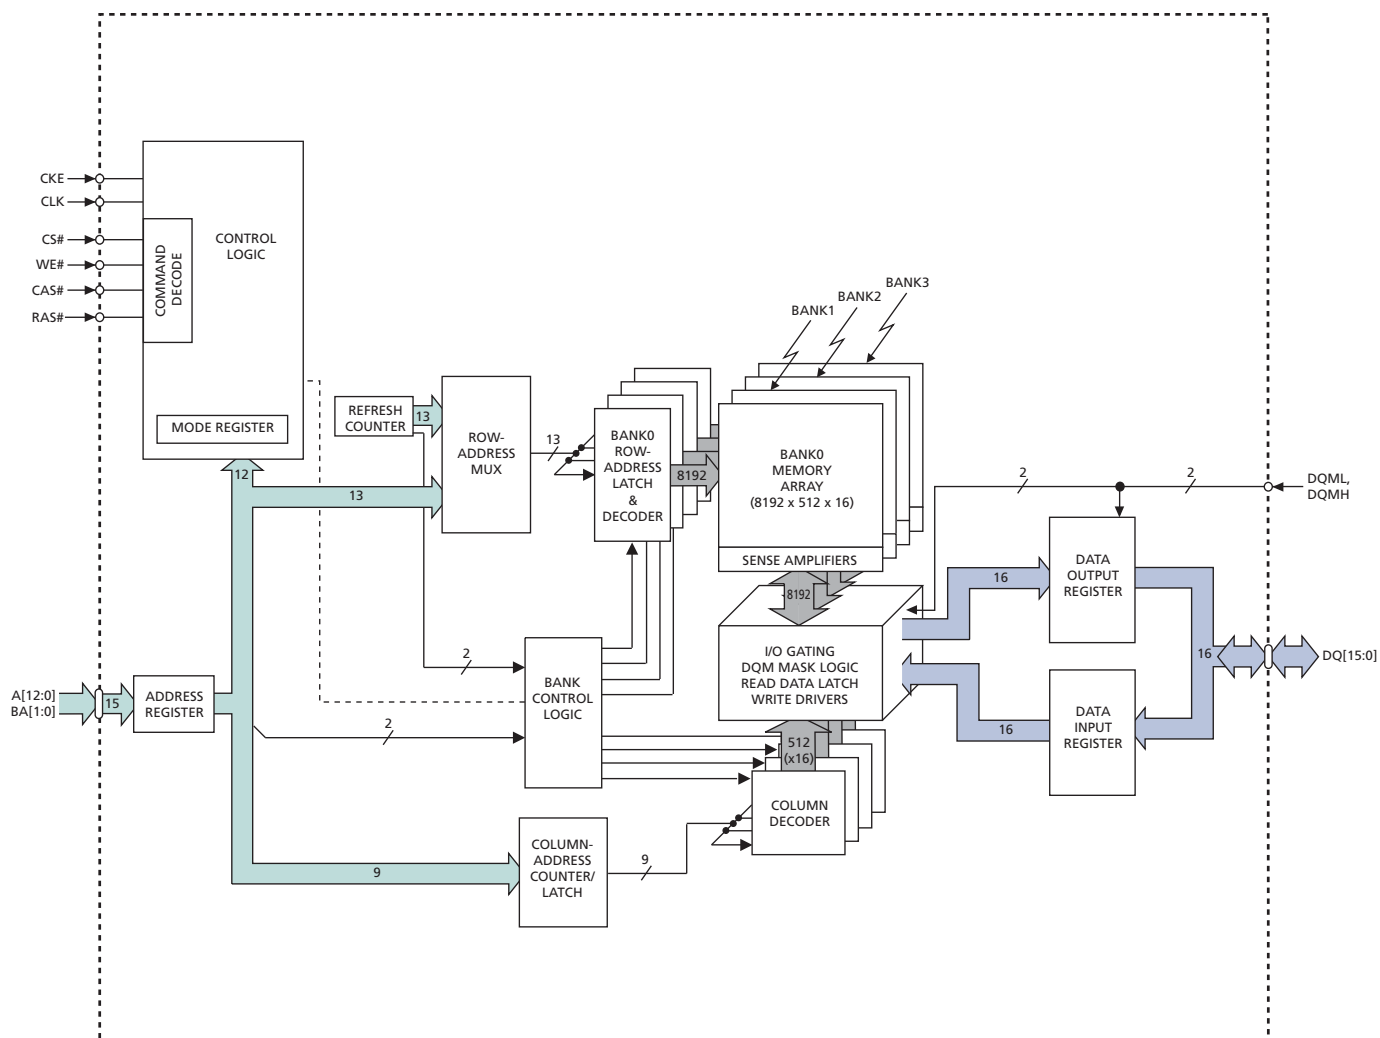 CKE
CLK
CS#
WE#
CAS#
RAS#
COMMAND
DECODE
CONTROL
LOGIC
MODE REGISTER
12
13
REFRESH
COUNTER
13
ROW-
ADDRESS
MUX
13
BANK0
ROW-
ADDRESS
LATCH
&
DECODER
8192
BANK1
BANK2
BANK3
BANK0
MEMORY
ARRAY
(8192 x 512 x 16)
SENSE AMPLIFIERS
8192
I/O GATING
DQM MASK LOGIC
READ DATA LATCH
WRITE DRIVERS
512
(x16)
COLUMN
DECODER
2
2
DQML,
DQMH
DATA
OUTPUT
REGISTER
16
16
DQ[15:0]
DATA
INPUT
REGISTER
16
A[12:0]
BA[1:0]
15
ADDRESS
REGISTER
2
2
BANK
CONTROL
LOGIC
9
COLUMN-
ADDRESS
COUNTER/
LATCH
9